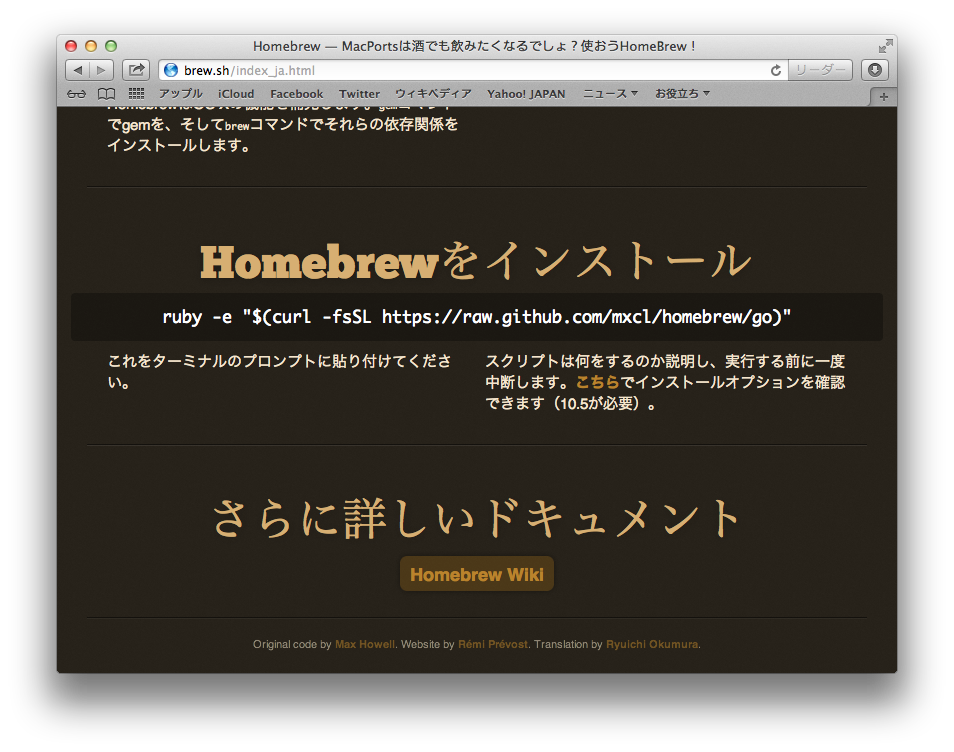 Homebrew — MacPortsは酒でも飲みたくなるでしょ？使おうHomeBrew！
brew.sh/index_ja.html
リーダー
アップル iCloud Facebook Twitter ウィキペディア Yahoo! JAPAN ニュース お役立ち
でgemを、そしてbrewコマンドでそれらの依存関係を
インストールします。
Homebrewをインストール
ruby -e "$(curl -fsSL https://raw.github.com/mxcl/homebrew/go)"
これをターミナルのプロンプトに貼り付けてくださ
い。
スクリプトは何をするのか説明し、実行する前に一度
中断します。こちらでインストールオプションを確認
できます（10.5が必要）。
さらに詳しいドキュメント
Homebrew Wiki
Original code by Max Howell. Website by Rémi Prévost. Translation by Ryuichi Okumura.